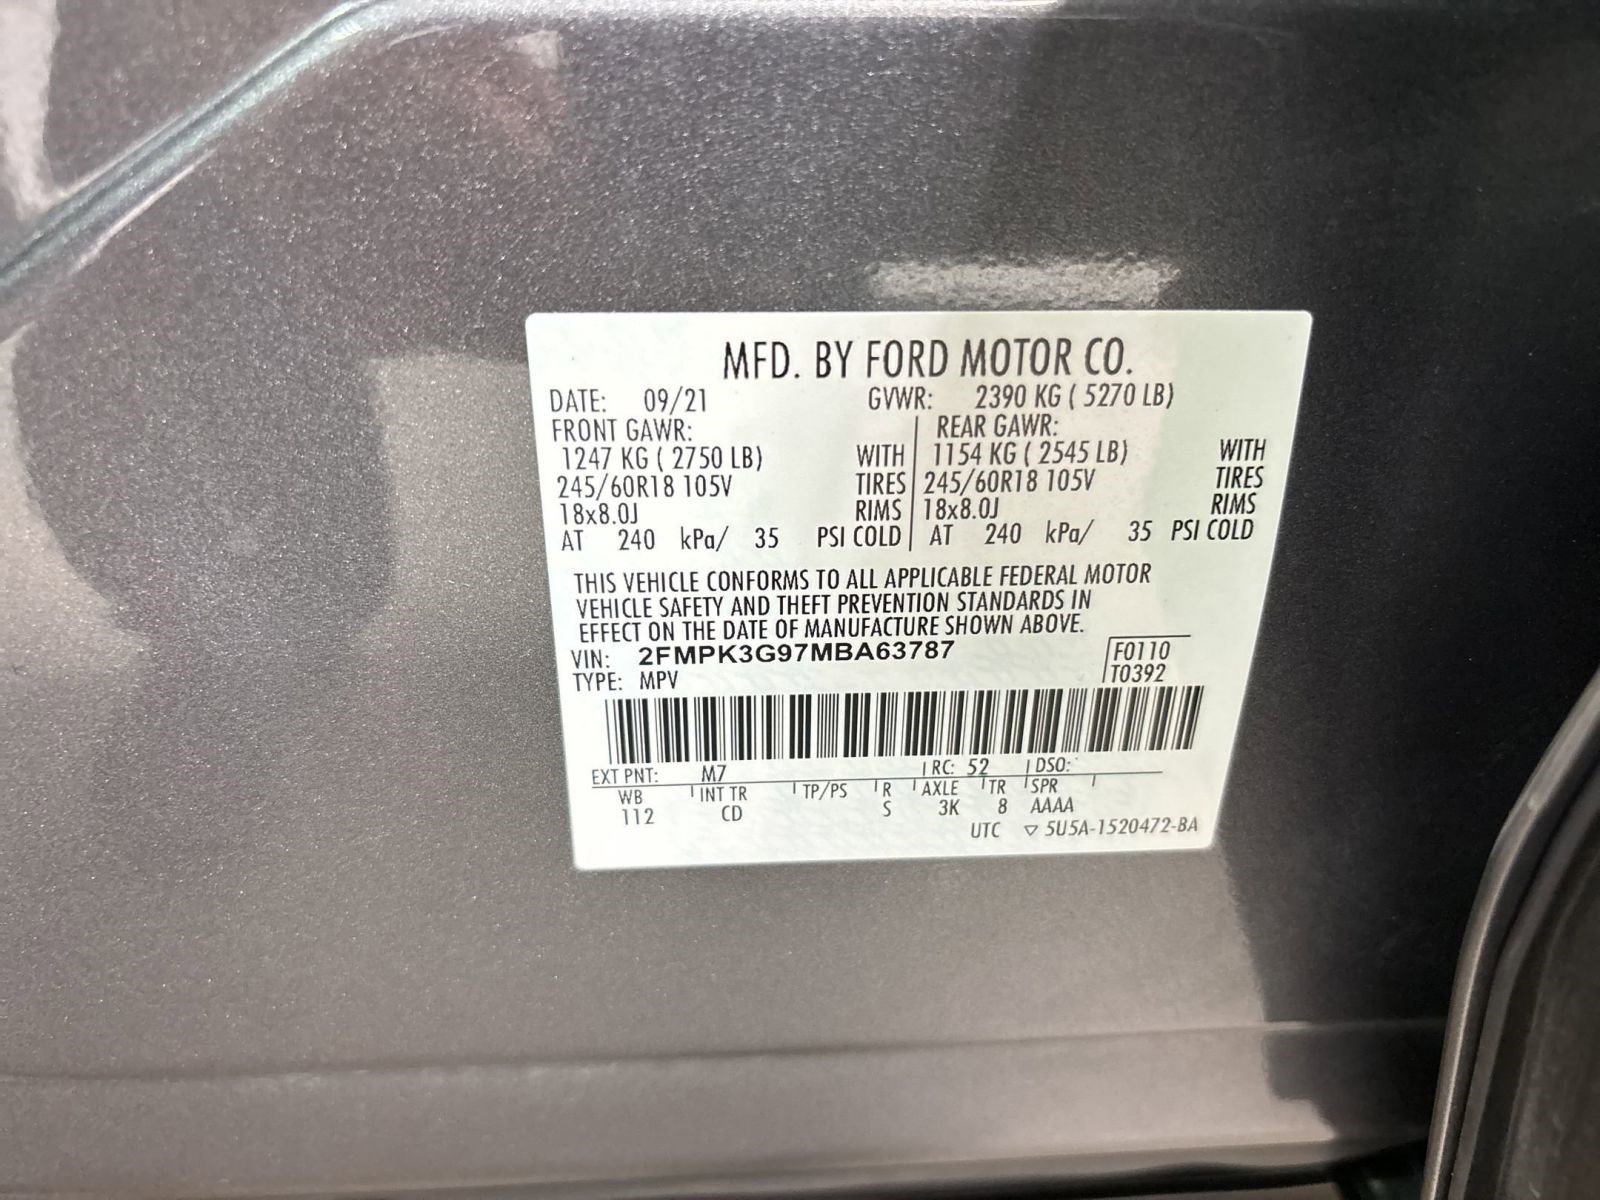 MFD. BY FORD MOTOR CO.
DATE: 09/21 GVWR: 2390 KG ( 5270 LB)
FRONT GAWR: REAR GAWR:
1247 KG ( 2750 LB) WITH 1154 KG ( 2545 LB) WITH
245/60R18 105V TIRES 245/60R18 105V TIRES
18x8.0J RIMS 18x8.0J RIMS
AT 240 kPa/ 35 PSI COLD AT 240 kPa/ 35 PSI COLD
THIS VEHICLE CONFORMS TO ALL APPLICABLE FEDERAL MOTOR
VEHICLE SAFETY AND THEFT PREVENTION STANDARDS IN
EFFECT ON THE DATE OF MANUFACTURE SHOWN ABOVE.
VIN: 2FMPK3G97MBA63787 F0110
TYPE: MPV T0392
EXT PNT: M7 RC: 52 DSO:
WB INT TR TP/PS R AXLE TR SPR
112 CD S 3K 8 AAAA
UTC ▽ 5U5A-1520472-BA